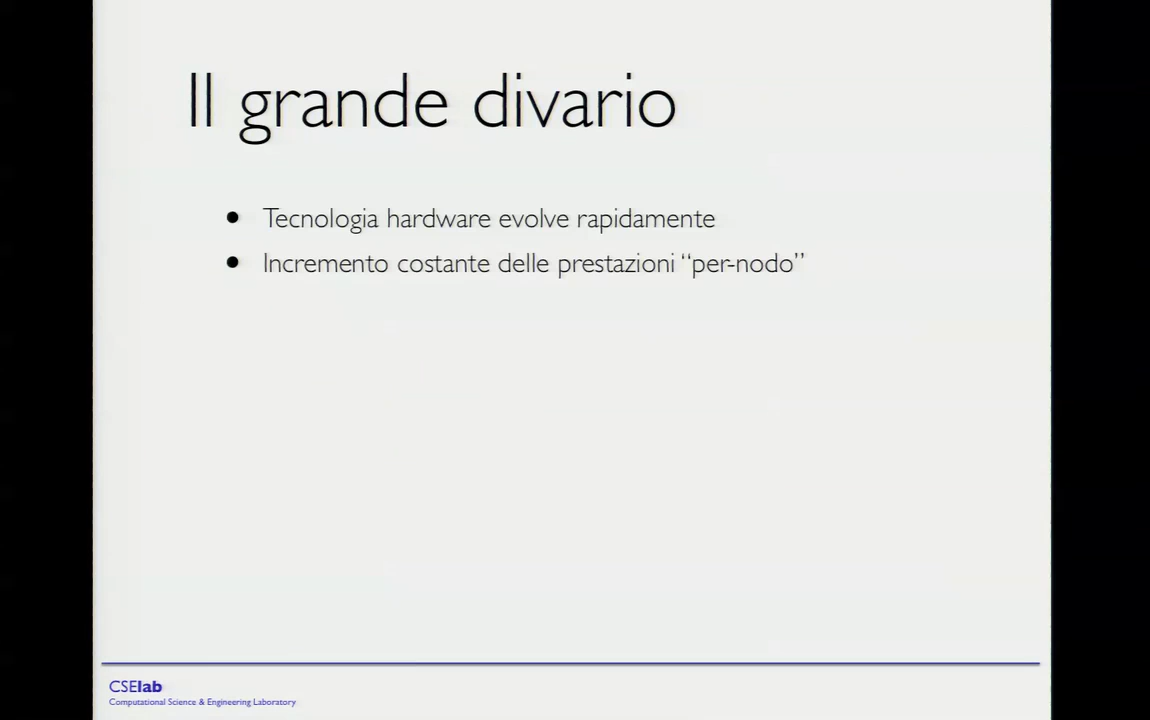 Il grande divario
• Tecnologia hardware evolve rapidamente
• Incremento costante delle prestazioni “per-nodo”
CSElab
Computational Science & Engineering Laboratory